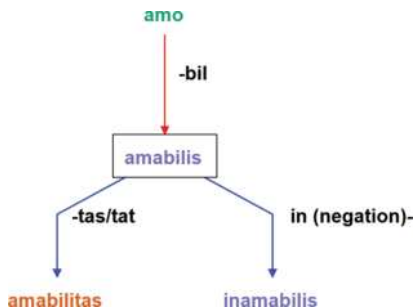 amo
-bil
amabilis
-tas/tat
in (negation)-
amabilitas
inamabilis